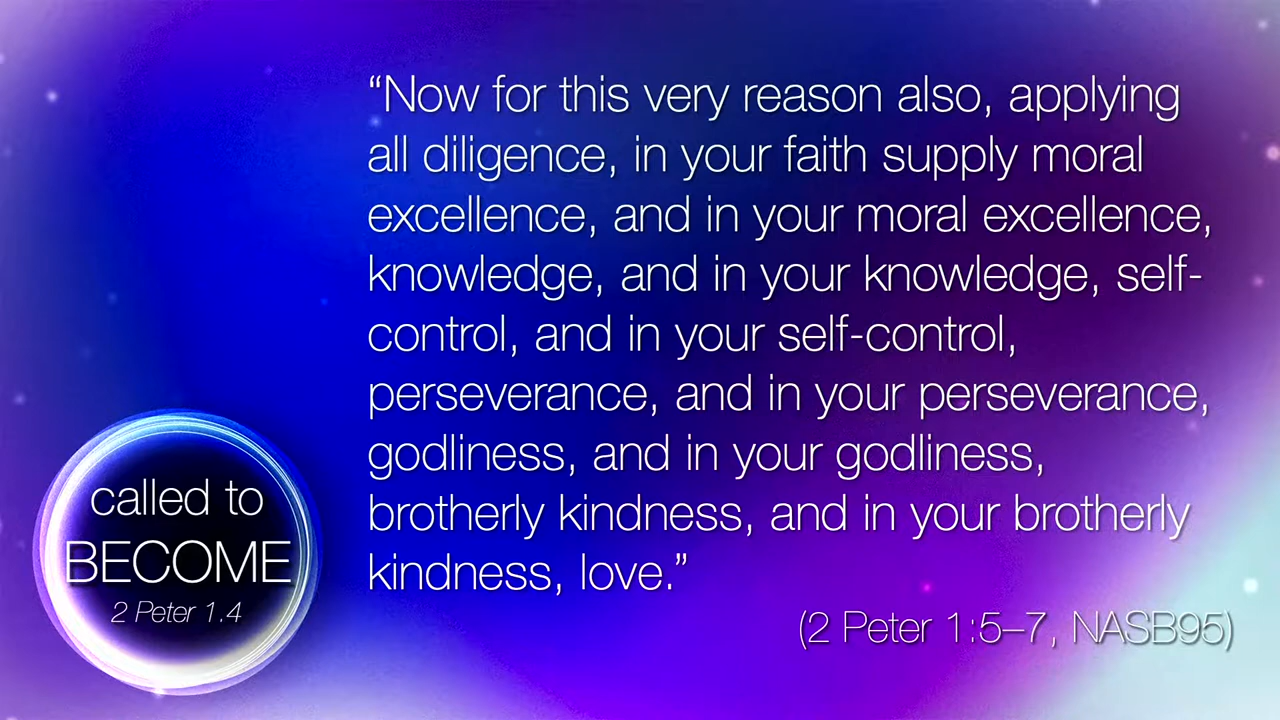 “Now for this very reason also, applying
all diligence, in your faith supply moral
excellence, and in your moral excellence,
knowledge, and in your knowledge, self-
control, and in your self-control,
perseverance, and in your perseverance,
godliness, and in your godliness,
brotherly kindness, and in your brotherly
kindness, love.”
(2 Peter 1:5–7, NASB95)
called to
BECOME
2 Peter 1.4